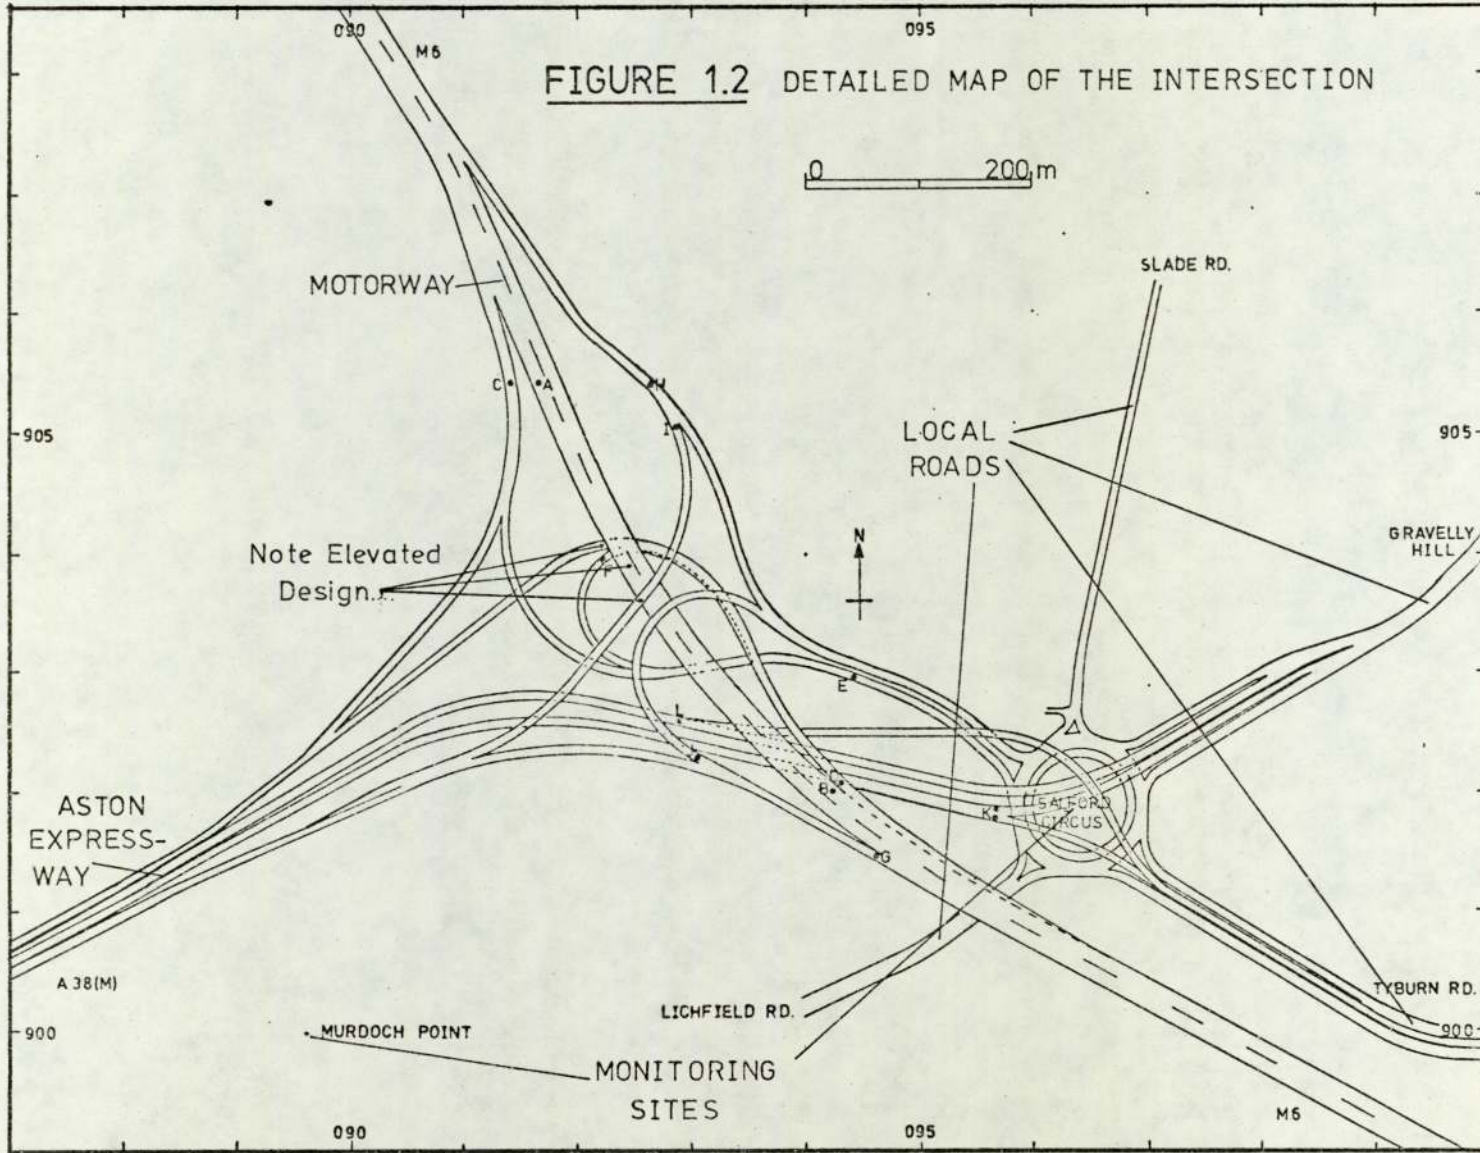 090
095
M6
FIGURE 1.2 DETAILED MAP OF THE INTERSECTION
0 200 m
SLADE RD.
MOTORWAY
C
A
H
I
905
LOCAL
ROADS
905
N
GRAVELLY
HILL
Note Elevated
Design...
F
E
L
J
D
B
K
SALFORD
CIRCUS
G
ASTON
EXPRESS-
WAY
A 38(M)
TYBURN RD.
LICHFIELD RD.
900
MURDOCH POINT
900
MONITORING
SITES
M6
090
095